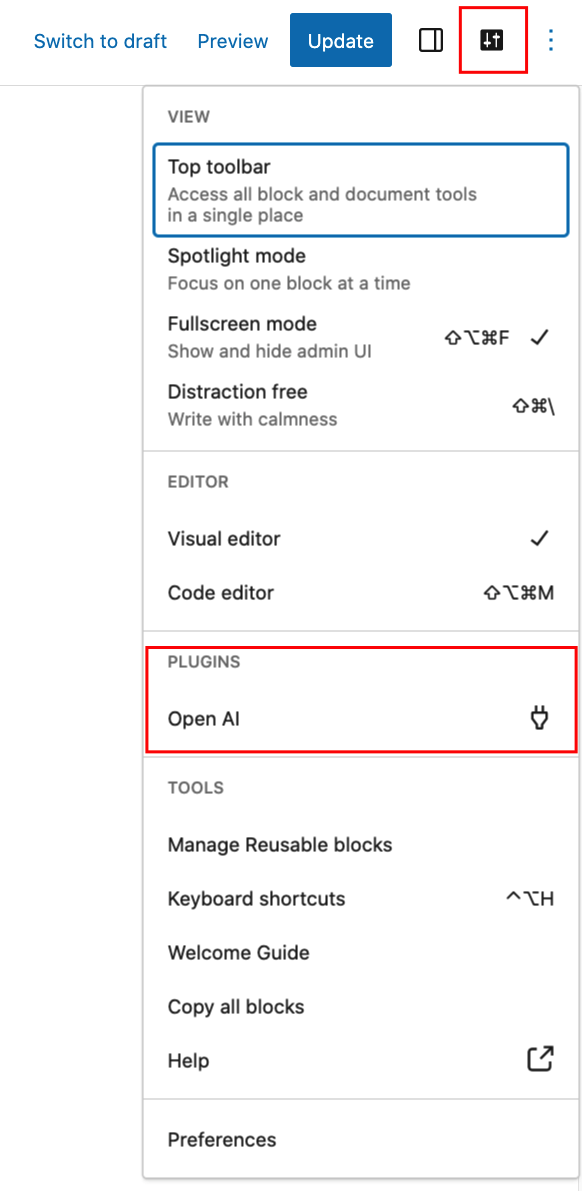 Switch to draft Preview Update
VIEW
Top toolbar
Access all block and document tools
in a single place
Spotlight mode
Focus on one block at a time
Fullscreen mode ⇧⌥⌘F ✓
Show and hide admin UI
Distraction free ⇧⌘\
Write with calmness
EDITOR
Visual editor ✓
Code editor ⇧⌥⌘M
PLUGINS
Open AI
TOOLS
Manage Reusable blocks
Keyboard shortcuts ^⌥H
Welcome Guide
Copy all blocks
Help
Preferences